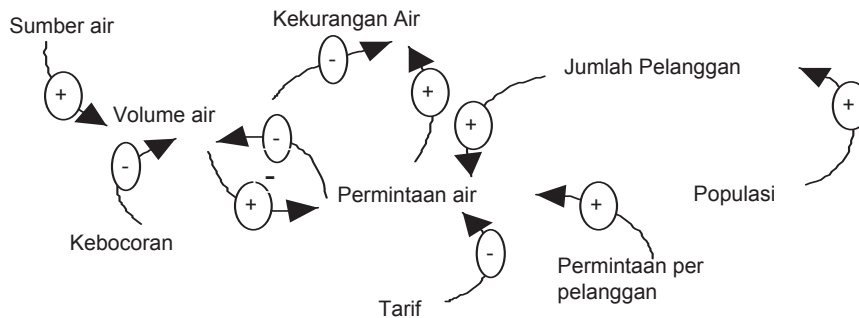 Sumber air
Kekurangan Air
-
Jumlah Pelanggan
+
+
+
+
Volume air
-
-
-
+
Permintaan air
Populasi
+
Kebocoran
-
Permintaan per
pelanggan
Tarif